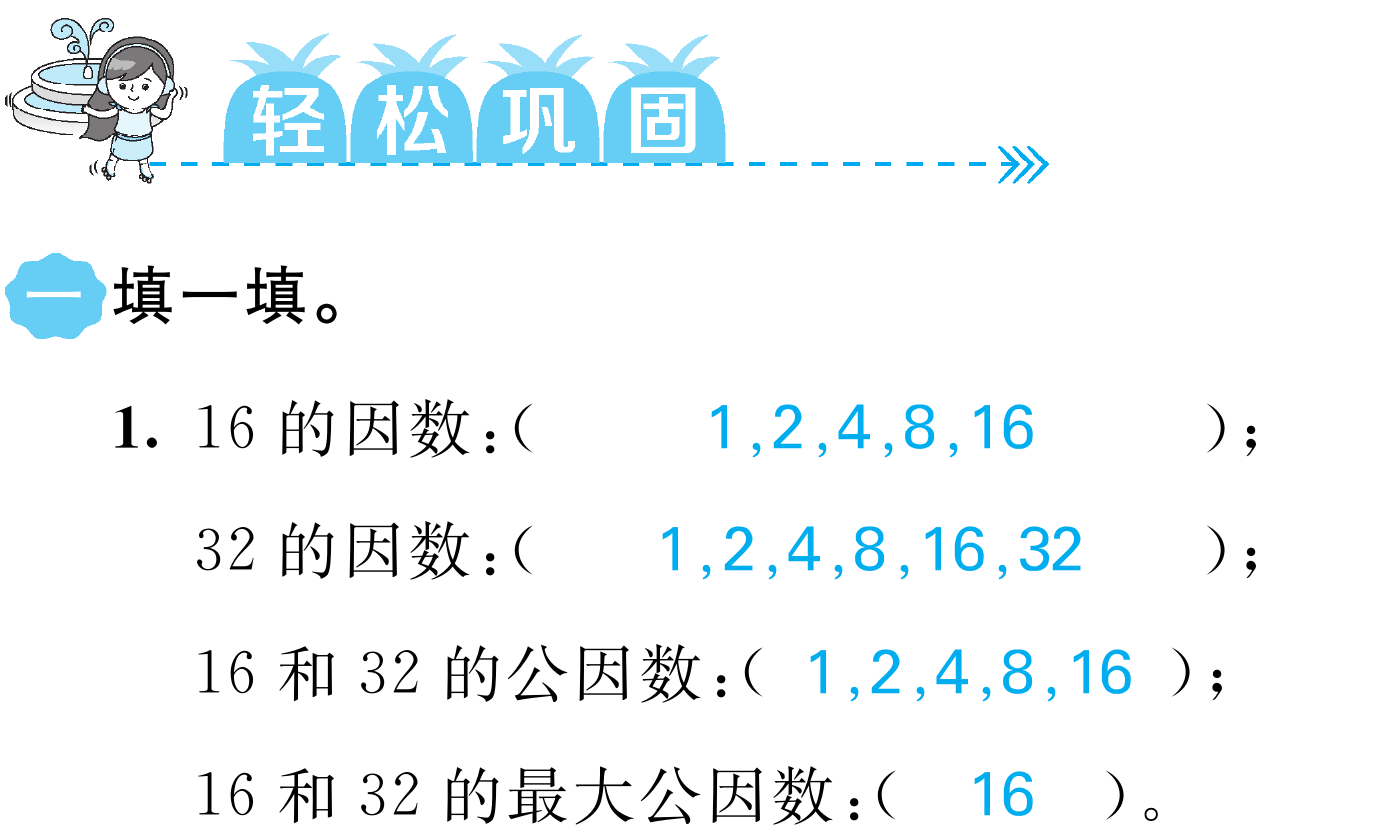 轻松巩固
一 填一填。
1. 16 的因数:( 1,2,4,8,16 );
32 的因数:( 1,2,4,8,16,32 );
16 和 32 的公因数:( 1,2,4,8,16 );
16 和 32 的最大公因数:( 16 )。